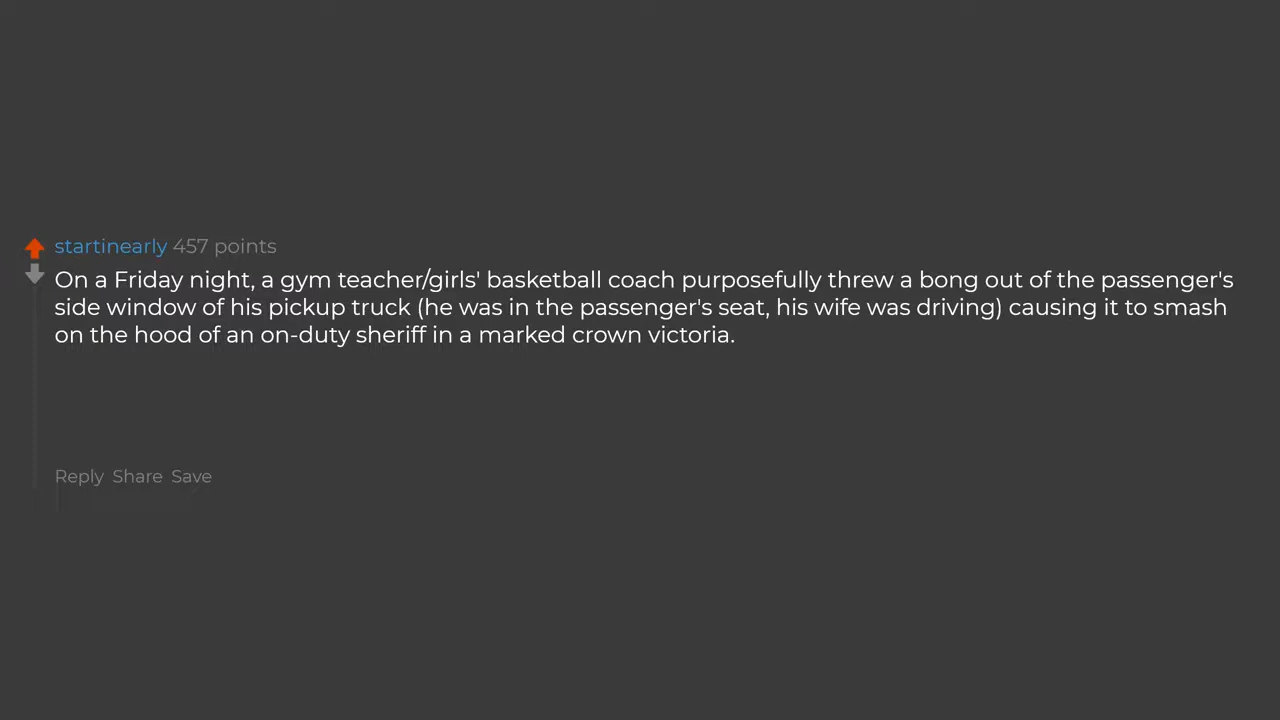 startinearly 457 points
On a Friday night, a gym teacher/girls' basketball coach purposefully threw a bong out of the passenger's
side window of his pickup truck (he was in the passenger's seat, his wife was driving) causing it to smash
on the hood of an on-duty sheriff in a marked crown victoria.
Reply Share Save